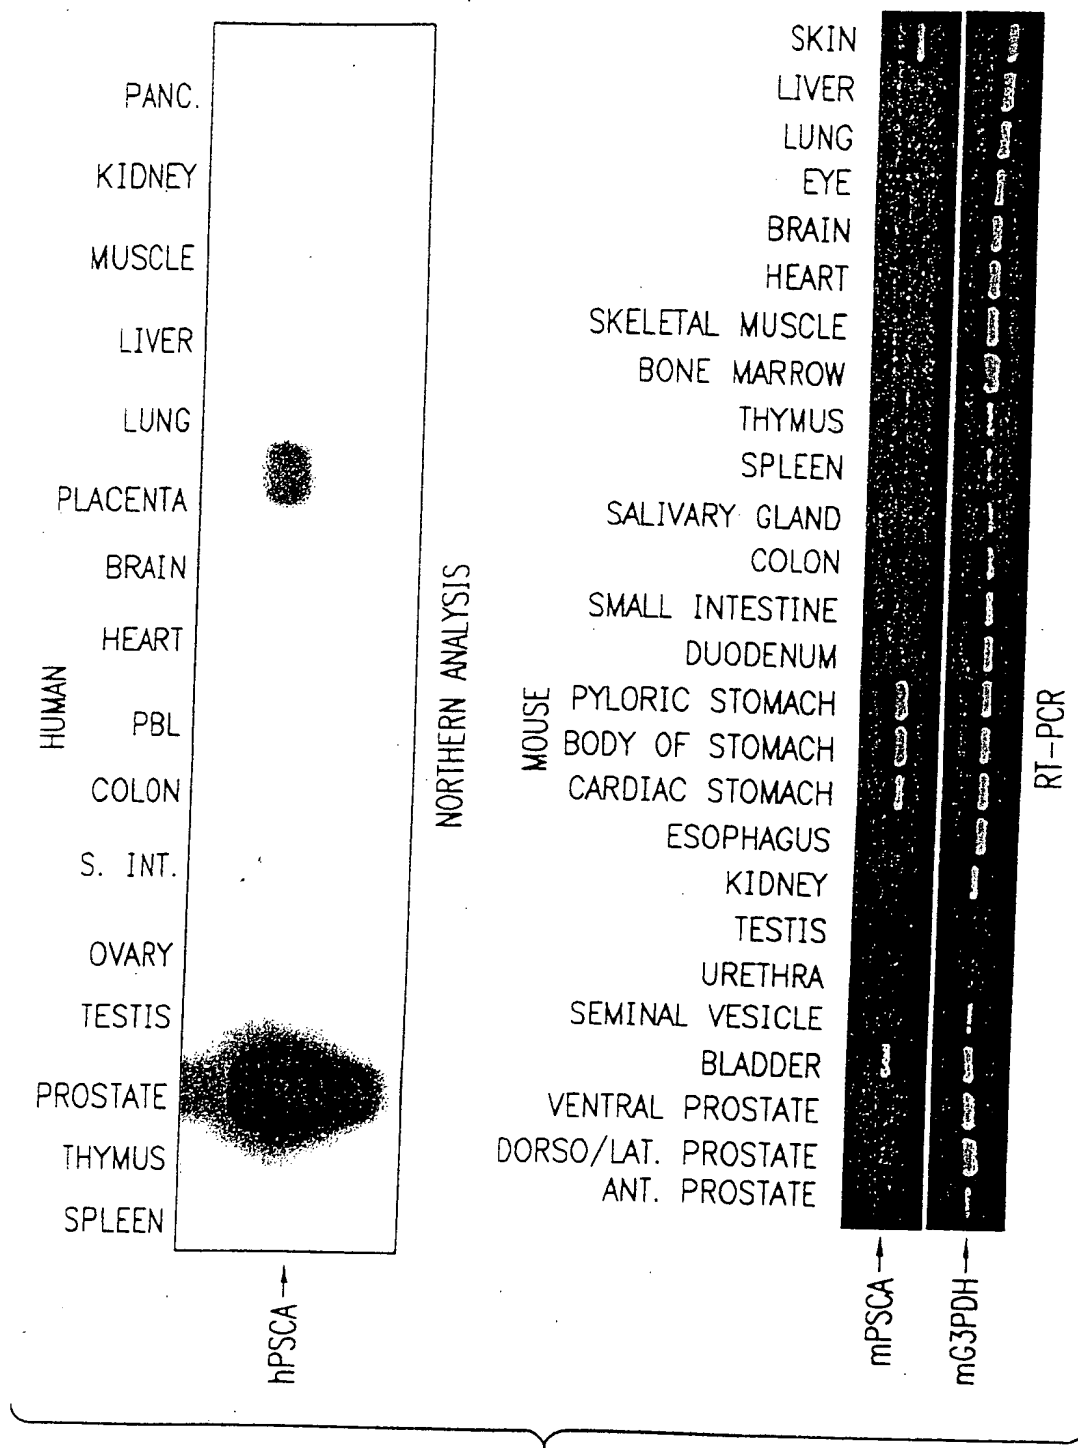 HUMAN
PANC.
KIDNEY
MUSCLE
LIVER
LUNG
PLACENTA
BRAIN
HEART
PBL
COLON
S. INT.
OVARY
TESTIS
PROSTATE
THYMUS
SPLEEN
hPSCA
NORTHERN ANALYSIS
MOUSE
SKIN
LIVER
LUNG
EYE
BRAIN
HEART
SKELETAL MUSCLE
BONE MARROW
THYMUS
SPLEEN
SALIVARY GLAND
COLON
SMALL INTESTINE
DUODENUM
PYLORIC STOMACH
BODY OF STOMACH
CARDIAC STOMACH
ESOPHAGUS
KIDNEY
TESTIS
URETHRA
SEMINAL VESICLE
BLADDER
VENTRAL PROSTATE
DORSO/LAT. PROSTATE
ANT. PROSTATE
mPSCA
mG3PDH
RT-PCR